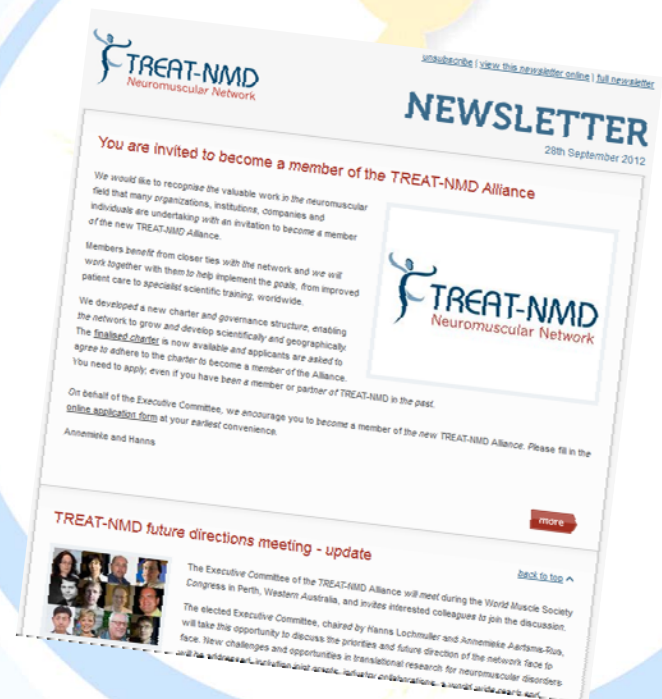 TREAT-NMD
Neuromuscular Network
unsubscribe | view this newsletter online | full newsletter
NEWSLETTER
28th September 2012
You are invited to become a member of the TREAT-NMD Alliance
We would like to recognise the valuable work in the neuromuscular
field that many organizations, institutions, companies and
individuals are undertaking with an invitation to become a member
of the new TREAT-NMD Alliance.
Members benefit from closer ties with the network and we will
work together with them to help implement the goals, from improved
patient care to specialist scientific training, worldwide.
We developed a new charter and governance structure, enabling
the network to grow and develop scientifically and geographically.
The finalised charter is now available and applicants are asked to
agree to adhere to the charter to become a member of the Alliance.
You need to apply, even if you have been a member or partner of TREAT-NMD in the past.
TREAT-NMD
Neuromuscular Network
On behalf of the Executive Committee, we encourage you to become a member of the new TREAT-NMD Alliance. Please fill in the
online application form at your earliest convenience.
Annemieke and Hanns
more
TREAT-NMD future directions meeting - update
back to top
The Executive Committee of the TREAT-NMD Alliance will meet during the World Muscle Society
Congress in Perth, Western Australia, and invites interested colleagues to join the discussion.
The elected Executive Committee, chaired by Hanns Lochmuller and Annemieke Aartsma-Rus,
will take this opportunity to discuss the priorities and future direction of the network face to
face. New challenges and opportunities in translational research for neuromuscular disorders
will be addressed, including joint grants, industry collaborations, a world wide